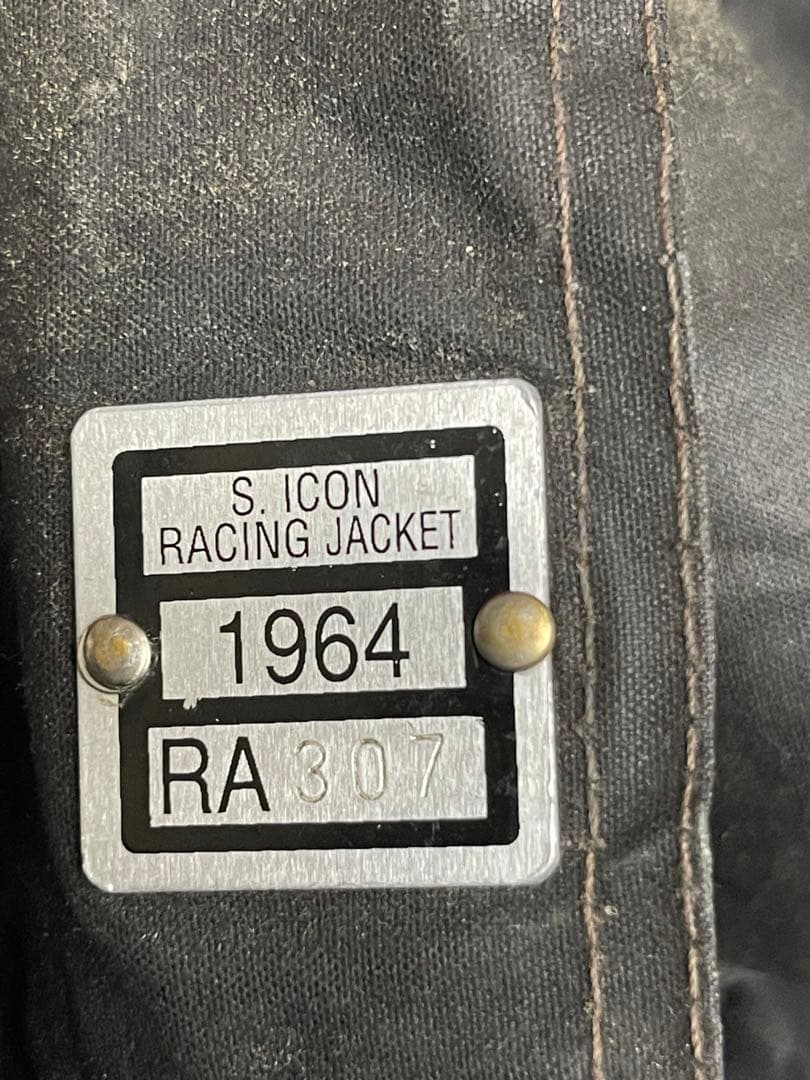 S. ICON
RACING JACKET
1964
RA 307